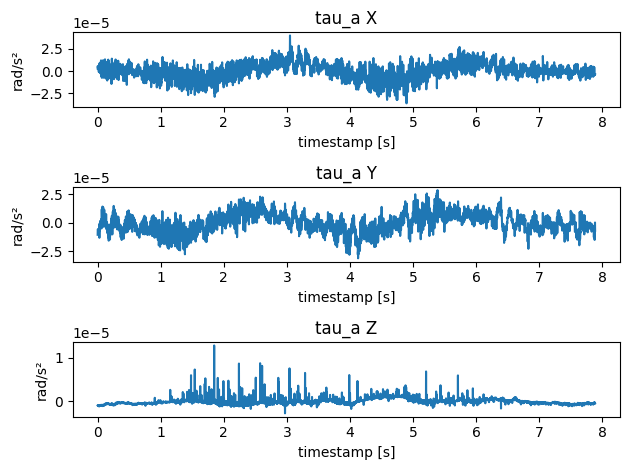 tau_a X
1e−5
rad/s²
2.5
0.0
−2.5
0 1 2 3 4 5 6 7 8
timestamp [s]
tau_a Y
1e−5
rad/s²
2.5
0.0
−2.5
0 1 2 3 4 5 6 7 8
timestamp [s]
tau_a Z
1e−5
rad/s²
1
0
0 1 2 3 4 5 6 7 8
timestamp [s]